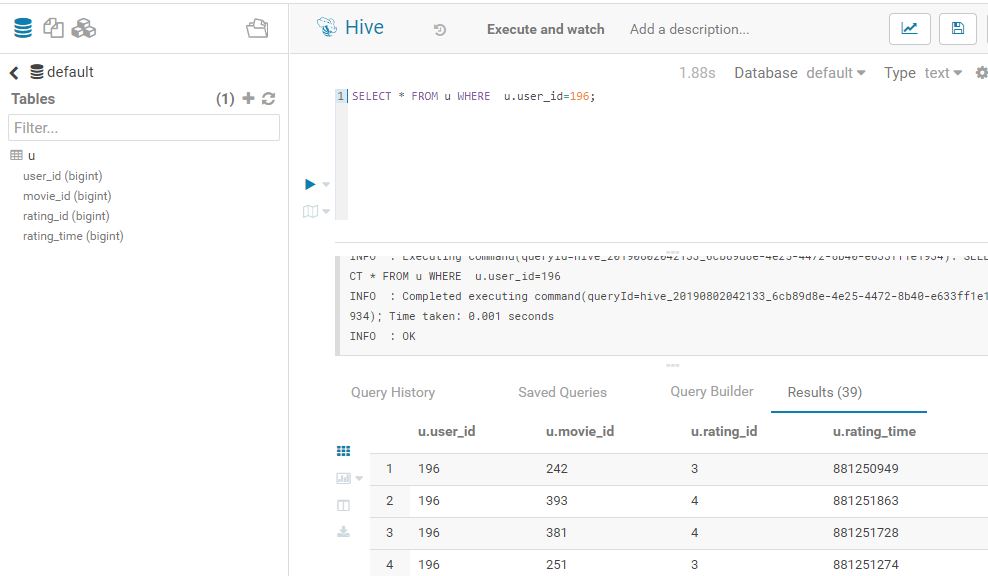 Hive
Execute and watch
Add a description...
default
1.88s Database default Type text
Tables (1)
Filter...
1 SELECT * FROM u WHERE  u.user_id=196;
u
user_id (bigint)
movie_id (bigint)
rating_id (bigint)
rating_time (bigint)
INFO  : Executing command(queryId=hive_20190802042133_6cb89d8e-4e25-4472-8b40-e633ff1e1934): SELE
CT * FROM u WHERE  u.user_id=196
INFO  : Completed executing command(queryId=hive_20190802042133_6cb89d8e-4e25-4472-8b40-e633ff1e1
934); Time taken: 0.001 seconds
INFO  : OK
Query History Saved Queries Query Builder Results (39)
u.user_id u.movie_id u.rating_id u.rating_time
1 196 242 3 881250949
2 196 393 4 881251863
3 196 381 4 881251728
4 196 251 3 881251274